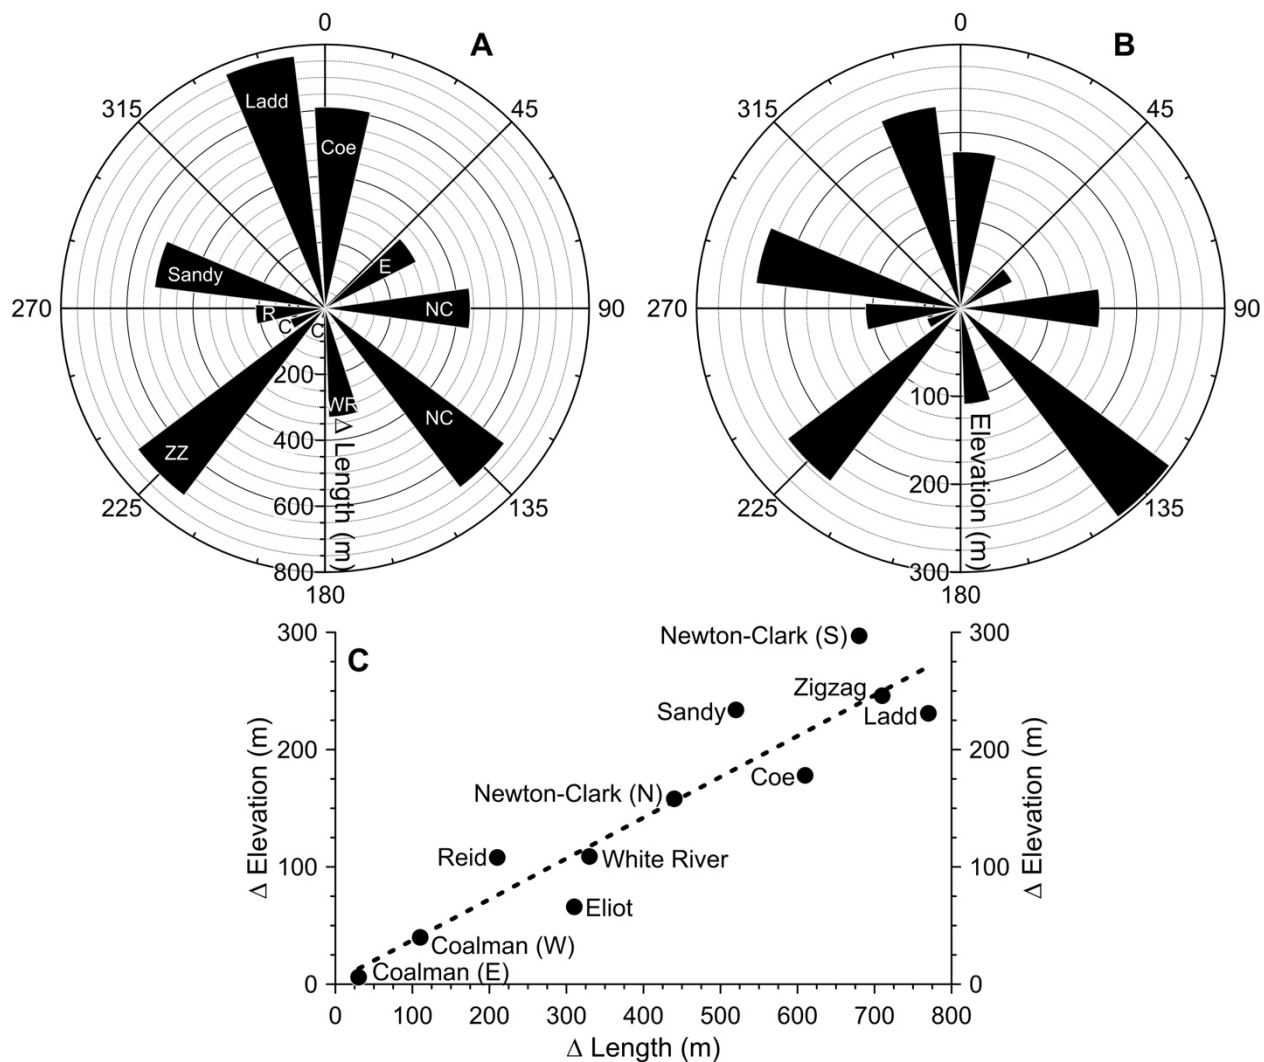 0
A
315
45
Ladd
Coe
E
Sandy
270
R
C
C
NC
90
200
WR
400
NC
ZZ
600
225
135
800
180
Δ Length (m)
0
B
315
45
270
90
100
200
225
135
300
180
Elevation (m)
C
300
200
100
0
Δ Elevation (m)
Newton-Clark (S)
Zigzag
Sandy
Ladd
Coe
Newton-Clark (N)
Reid
White River
Eliot
Coalman (W)
Coalman (E)
300
200
100
0
Δ Elevation (m)
0 100 200 300 400 500 600 700 800
Δ Length (m)